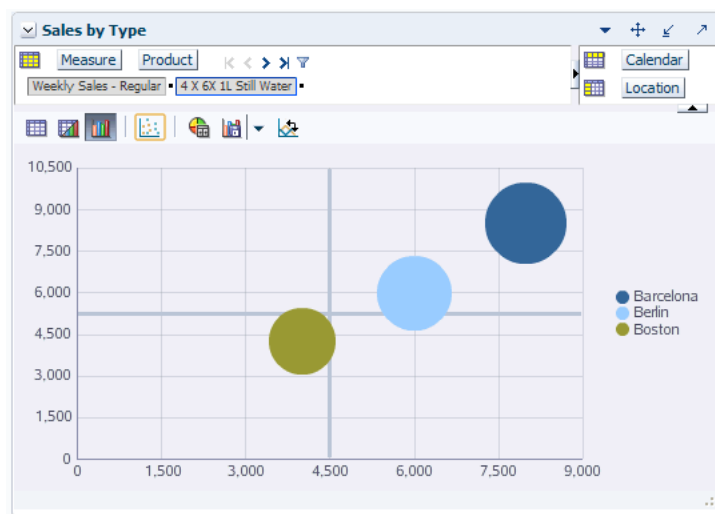 Sales by Type
Measure Product
Calendar
Weekly Sales - Regular 4 X 6X 1L Still Water
Location
10,500
9,000
7,500
6,000
4,500
3,000
1,500
0
Barcelona
Berlin
Boston
0 1,500 3,000 4,500 6,000 7,500 9,000